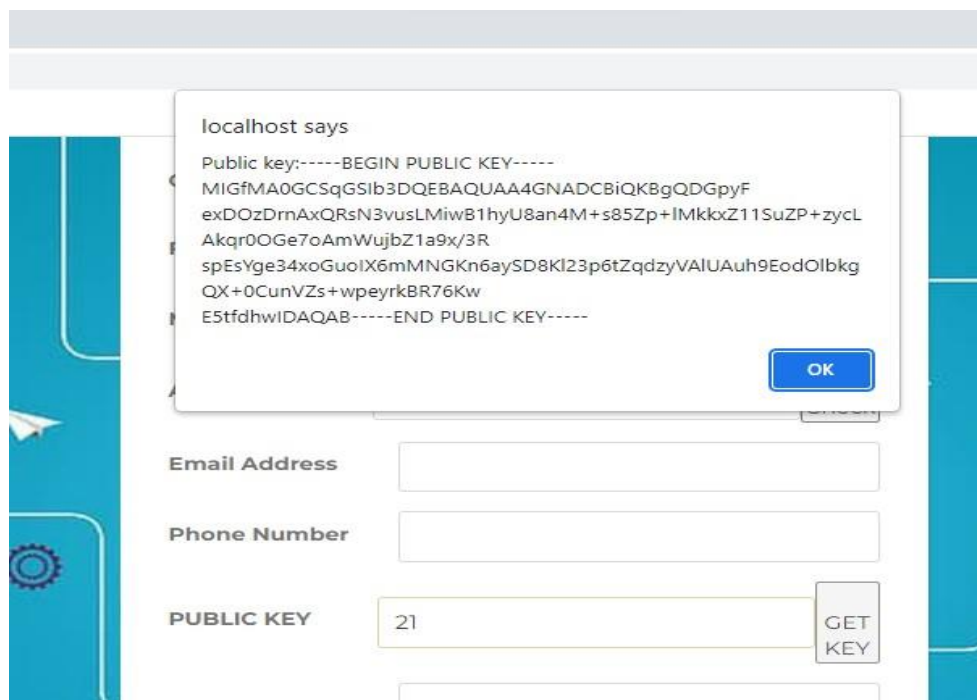 localhost says
Public key:-----BEGIN PUBLIC KEY-----
MIGfMA0GCSqGSIb3DQEBAQUAA4GNADCBiQKBgQDGpyF
exDOzDrnAxQRsN3vusLMiwB1hyU8an4M+s85Zp+lMkkxZ11SuZP+zycL
Akqr0OGe7oAmWujbZ1a9x/3R
spEsYge34xoGuoIX6mMNGKn6aySD8Kl23p6tZqdzyVAlUAuh9EodOlbkg
QX+0CunVZs+wpeyrkBR76Kw
E5tfdhwIDAQAB-----END PUBLIC KEY-----
OK
Email Address
Phone Number
PUBLIC KEY
21
GET
KEY